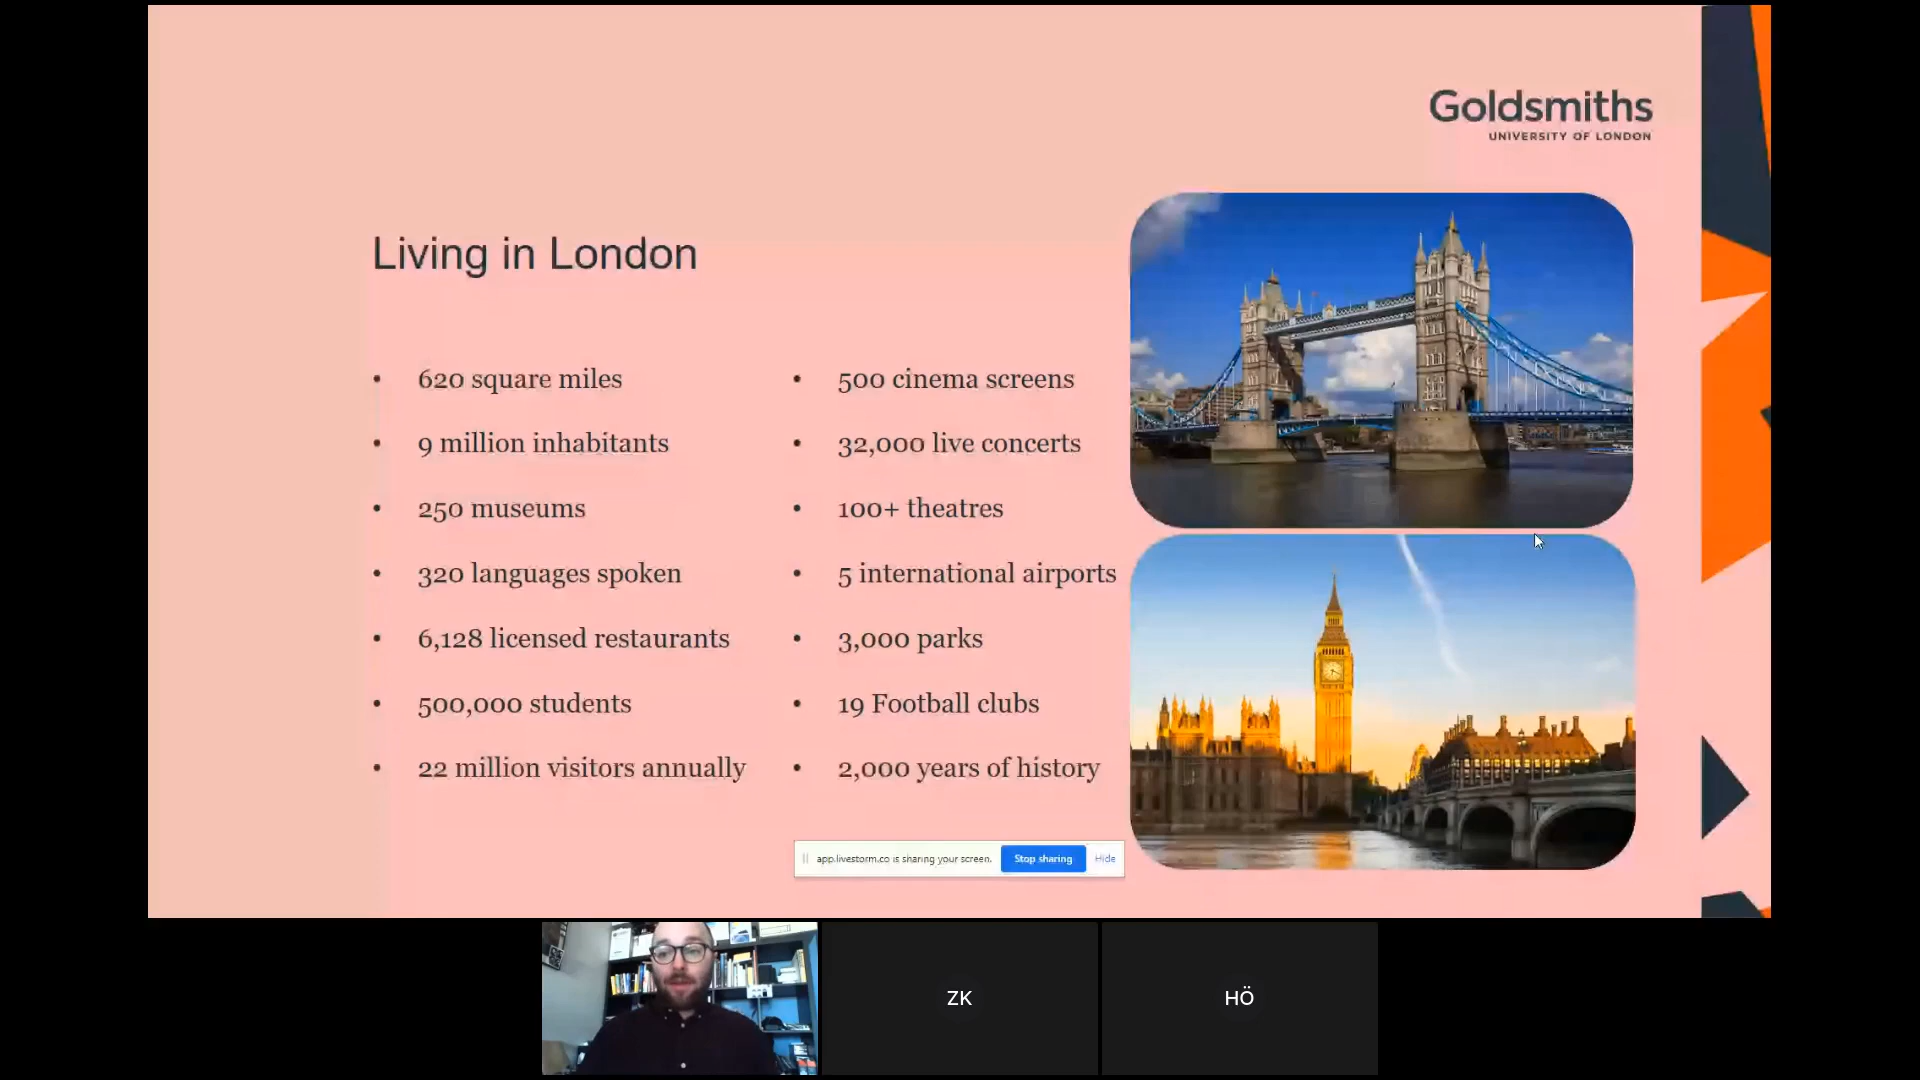 Goldsmiths
UNIVERSITY OF LONDON
Living in London
• 620 square miles
• 9 million inhabitants
• 250 museums
• 320 languages spoken
• 6,128 licensed restaurants
• 500,000 students
• 22 million visitors annually
• 500 cinema screens
• 32,000 live concerts
• 100+ theatres
• 5 international airports
• 3,000 parks
• 19 Football clubs
• 2,000 years of history
app.livestorm.co is sharing your screen. Stop sharing Hide
ZK
HÖ